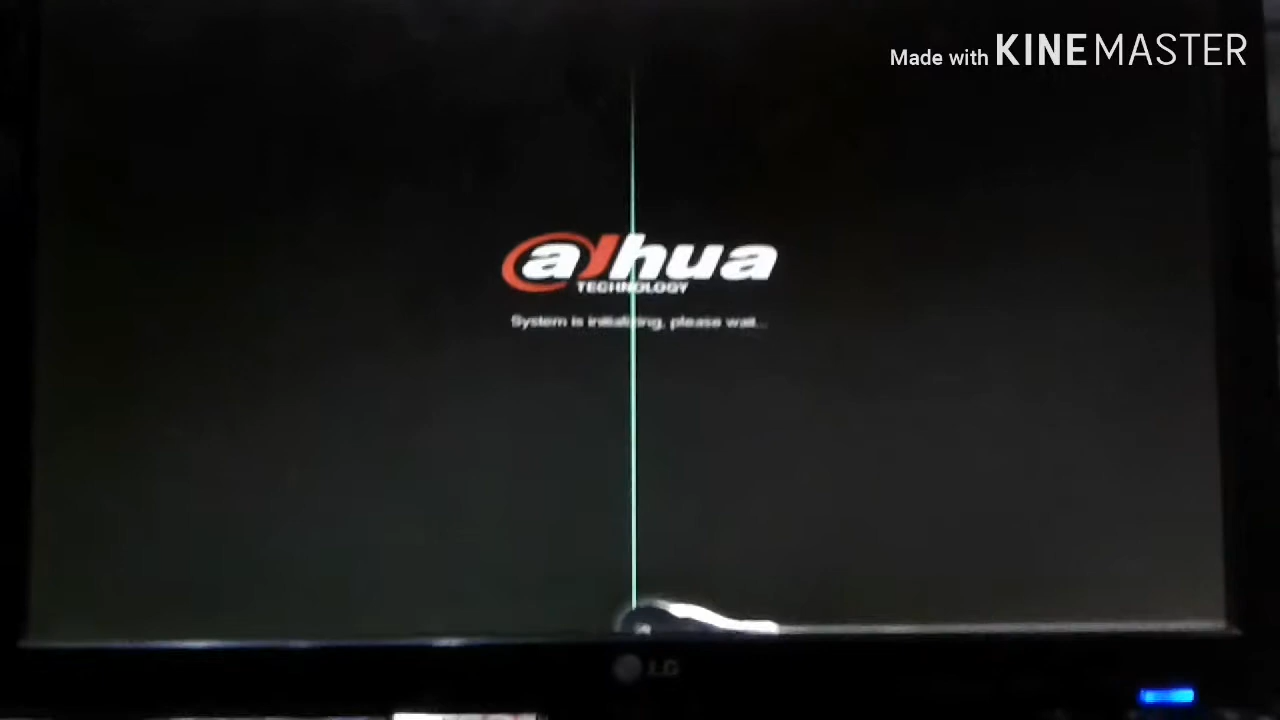 Made with KINEMASTER
alhua
TECHNOLOGY
System is initializing, please wait...
LG